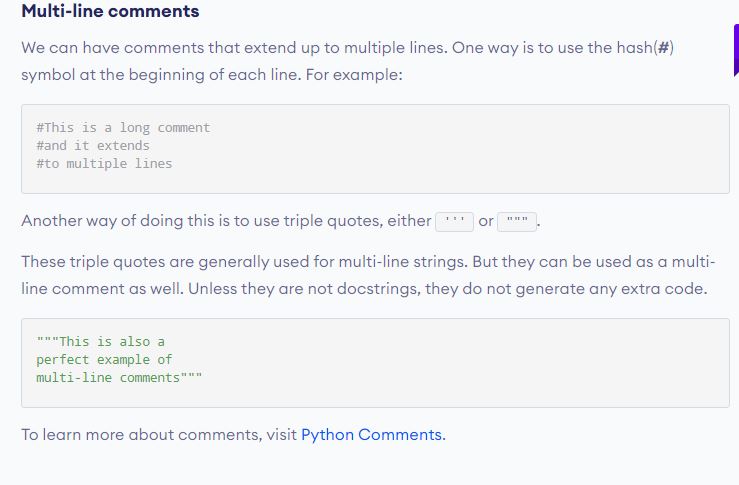 Multi-line comments
We can have comments that extend up to multiple lines. One way is to use the hash(#)
symbol at the beginning of each line. For example:
#This is a long comment
#and it extends
#to multiple lines
Another way of doing this is to use triple quotes, either ''' or """.
These triple quotes are generally used for multi-line strings. But they can be used as a multi-
line comment as well. Unless they are not docstrings, they do not generate any extra code.
"""This is also a
perfect example of
multi-line comments"""
To learn more about comments, visit Python Comments.